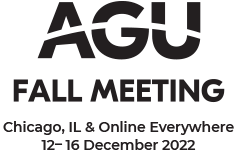 AGU
FALL MEETING
Chicago, IL & Online Everywhere
12–16 December 2022